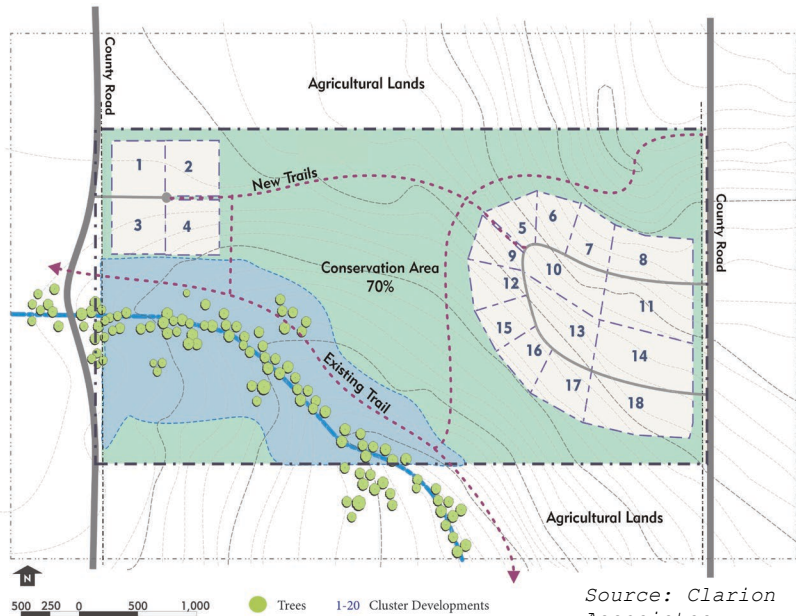 County Road
Agricultural Lands
1
2
New Trails
3
4
5
6
7
8
9
10
Conservation Area
70%
County Road
12
11
15
13
16
14
Existing Trail
17
18
Agricultural Lands
N
500 250 0 500 1,000
Trees
1-20 Cluster Developments
Source: Clarion